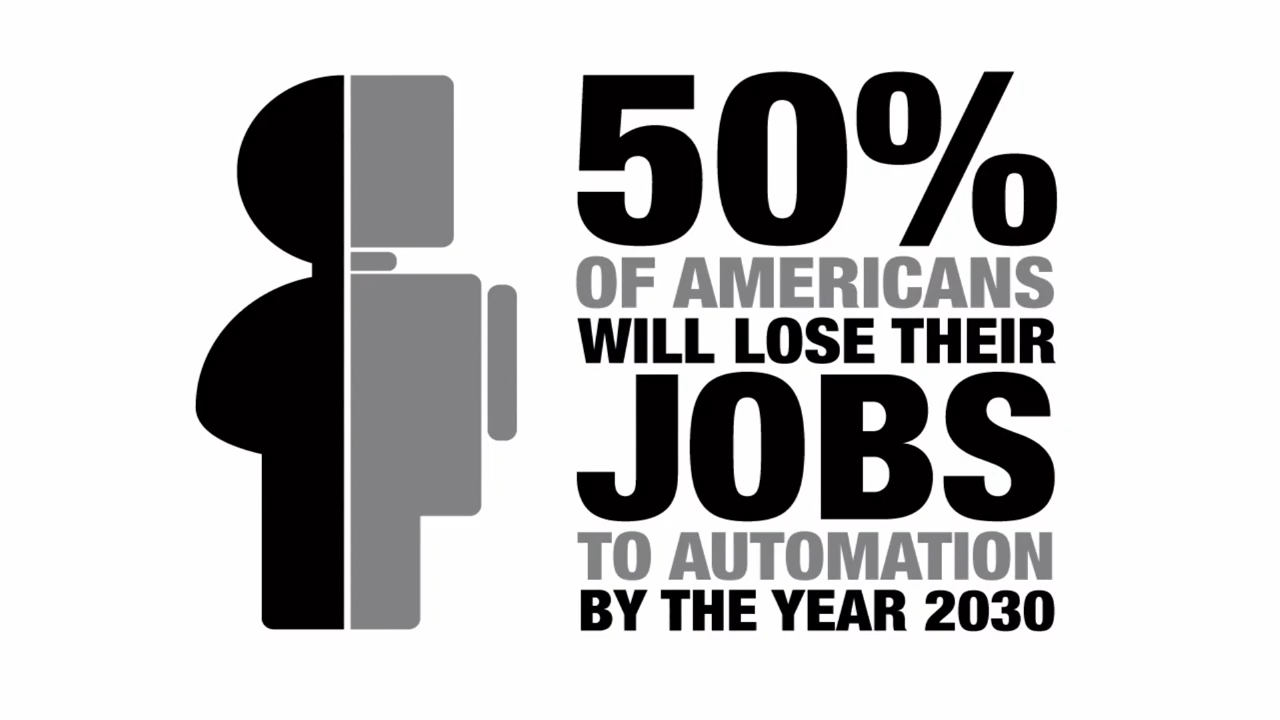 50%
OF AMERICANS
WILL LOSE THEIR
JOBS
TO AUTOMATION
BY THE YEAR 2030